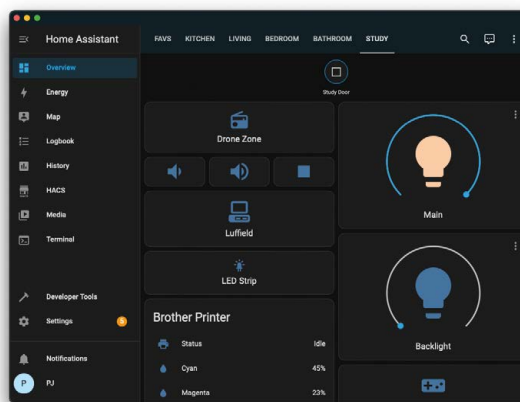 Home Assistant
Overview
Energy
Map
Logbook
History
HACS
Media
Terminal
Developer Tools
Settings
5
Notifications
P
PJ
FAVS KITCHEN LIVING BEDROOM BATHROOM STUDY
Study Door
Drone Zone
Luffield
LED Strip
Brother Printer
Status Idle
Cyan 45%
Magenta 23%
Main
Backlight